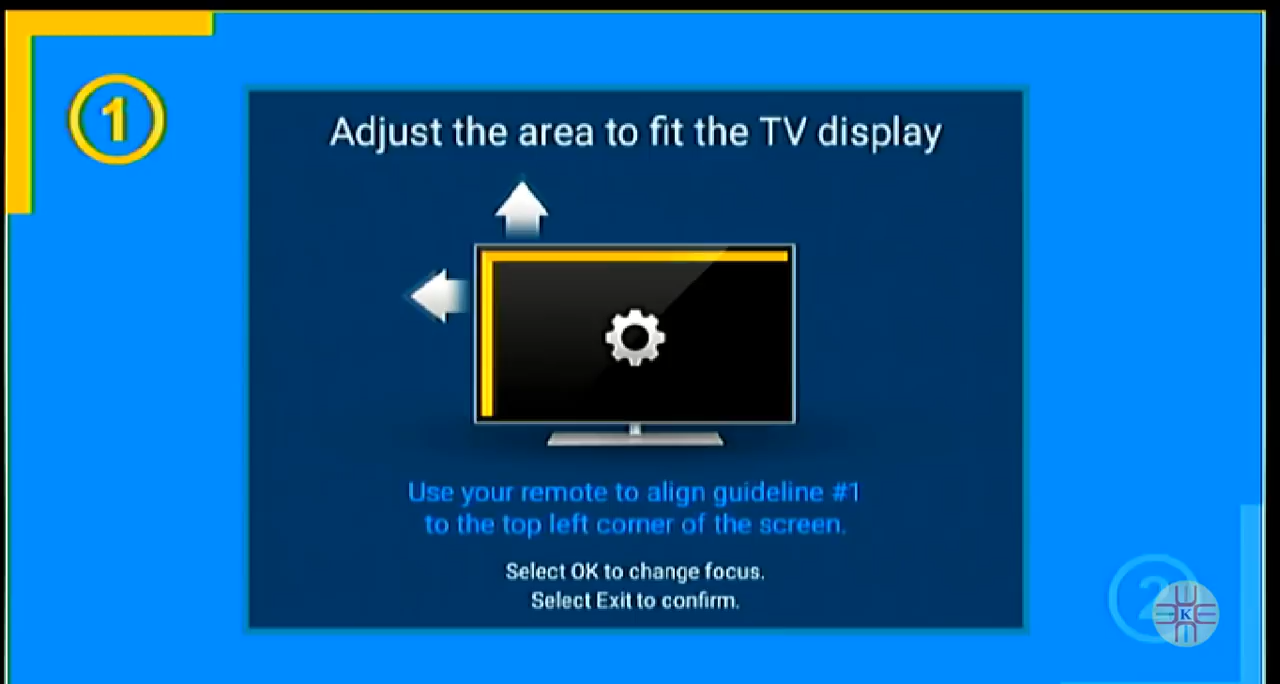 1
Adjust the area to fit the TV display
Use your remote to align guideline #1
to the top left corner of the screen.
Select OK to change focus.
Select Exit to confirm.
2
K